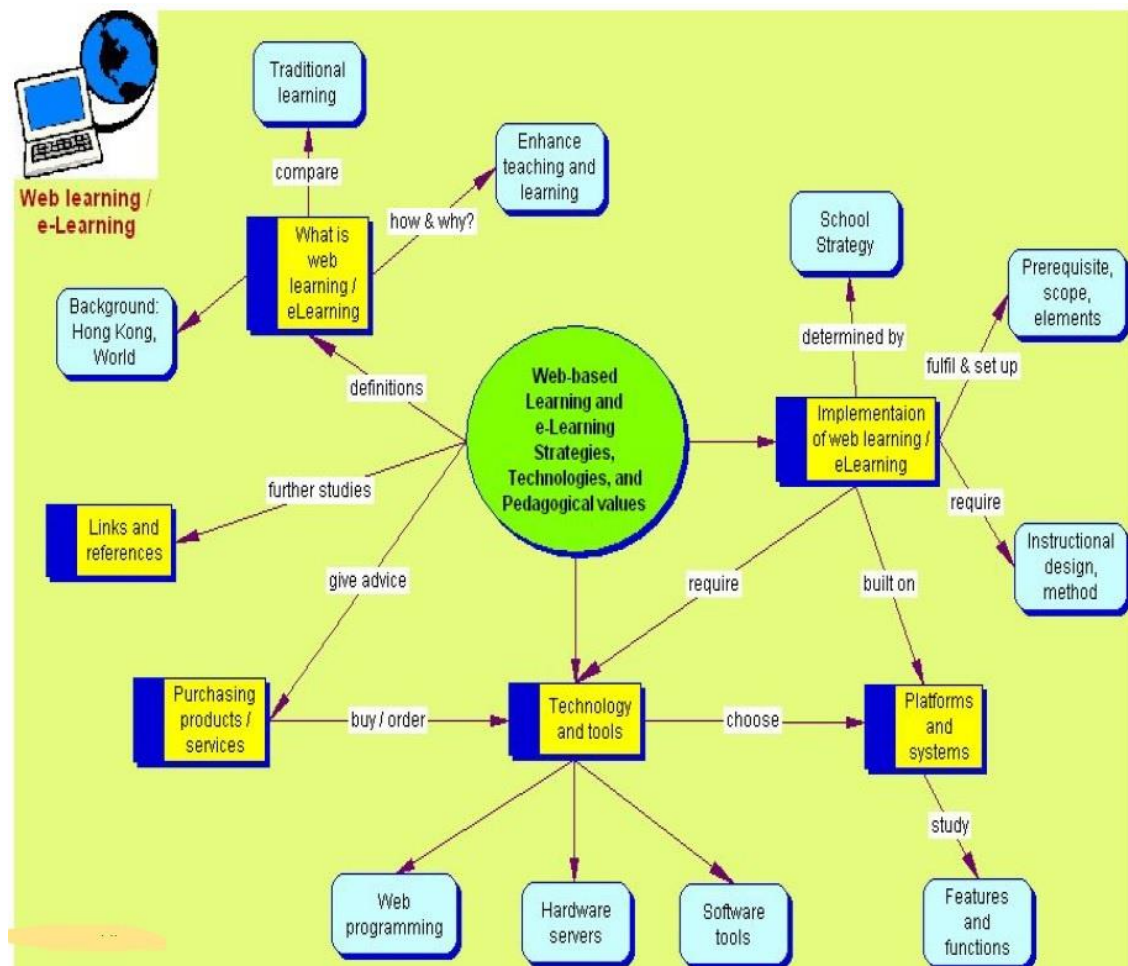 Web learning /
e-Learning
Traditional
learning
compare
Enhance
teaching and
learning
how & why?
What is
web
learning /
eLearning
Background:
Hong Kong,
World
definitions
School
Strategy
Prerequisite,
scope,
elements
determined by
fulfil & set up
Web-based
Learning and
e-Learning
Strategies,
Technologies, and
Pedagogical values
Implementaion
of web learning /
eLearning
further studies
require
Links and
references
Instructional
design,
method
give advice
require
built on
Purchasing
products /
services
buy / order
Technology
and tools
choose
Platforms
and
systems
study
Web
programming
Hardware
servers
Software
tools
Features
and
functions